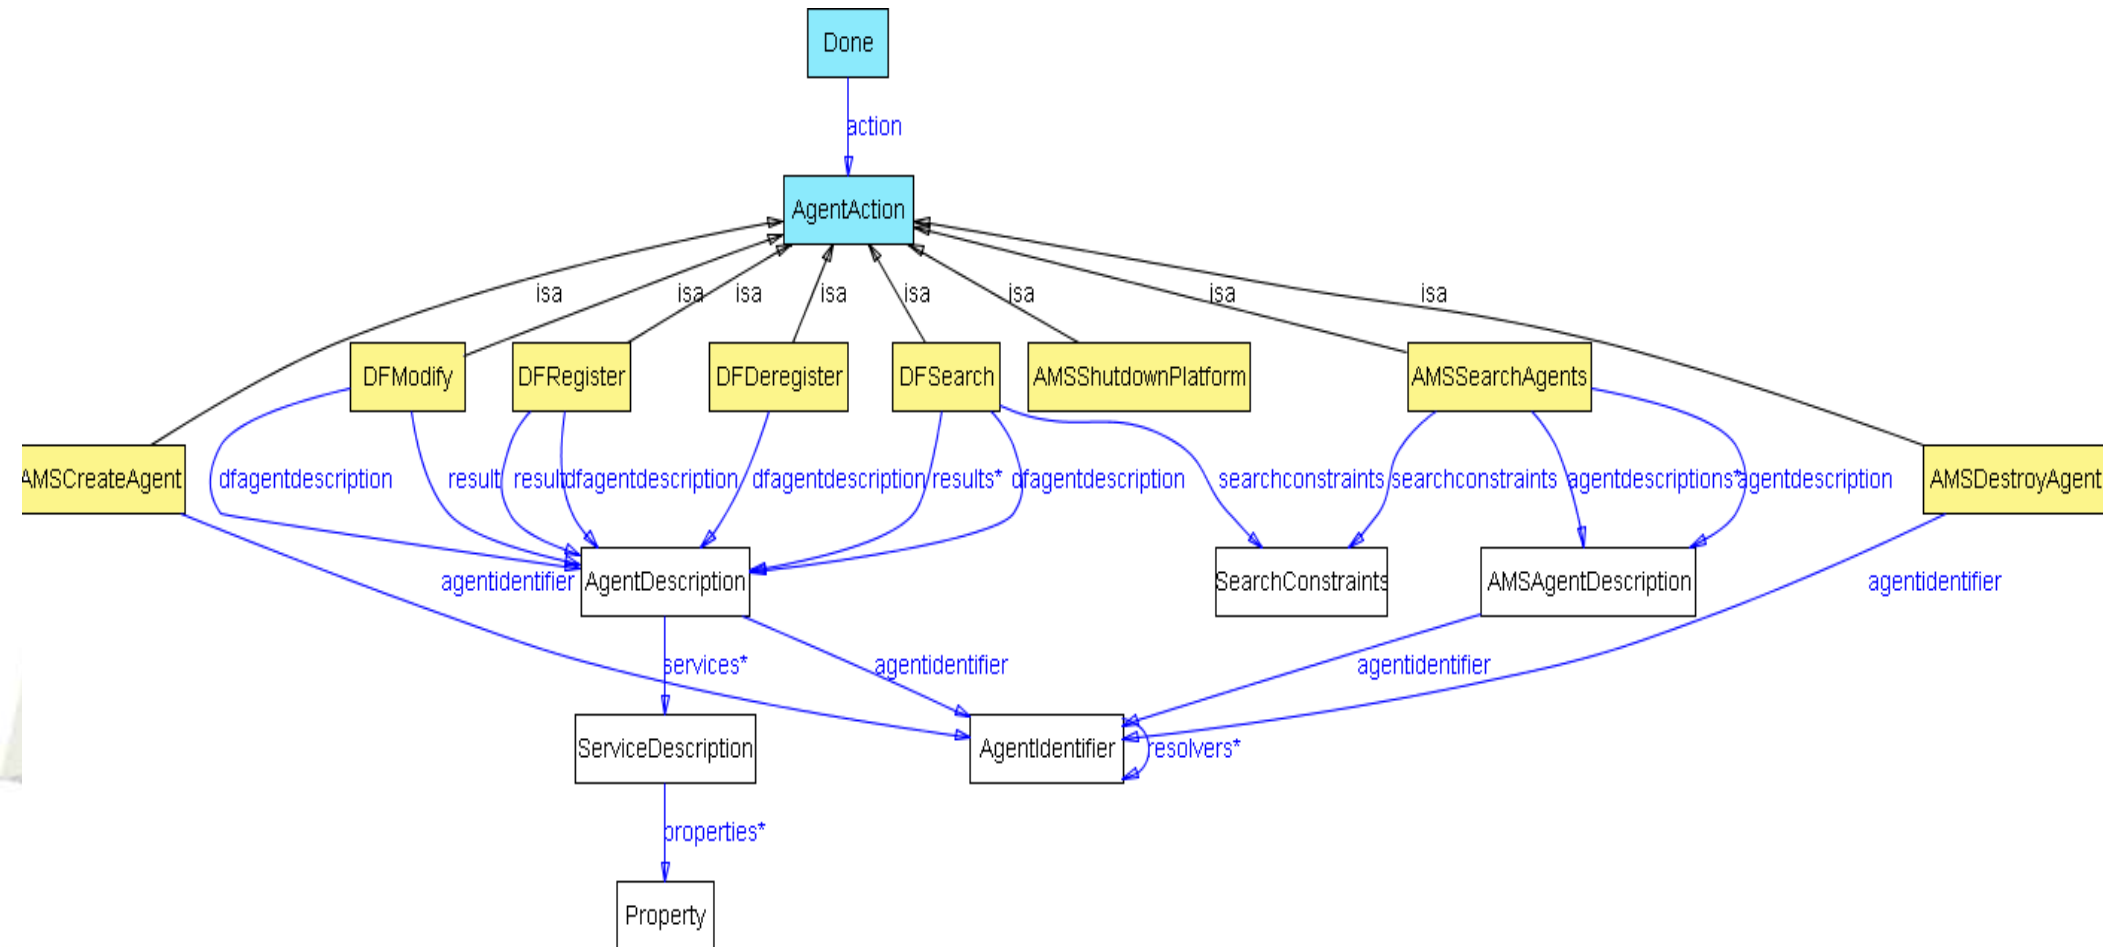 Done
action
AgentAction
isa isa isa isa isa isa isa isa
DFModify DFRegister DFDeregister DFSearch AMSShutdownPlatform AMSSearchAgents
AMSCreateAgent dfagentdescription result result dfagentdescription dfagentdescription results* dfagentdescription searchconstraints searchconstraints agentdescriptions* agentdescription AMSDestroyAgent
agentidentifier AgentDescription SearchConstraints AMSAgentDescription agentidentifier
services* agentidentifier agentidentifier
ServiceDescription AgentIdentifier resolvers*
properties*
Property